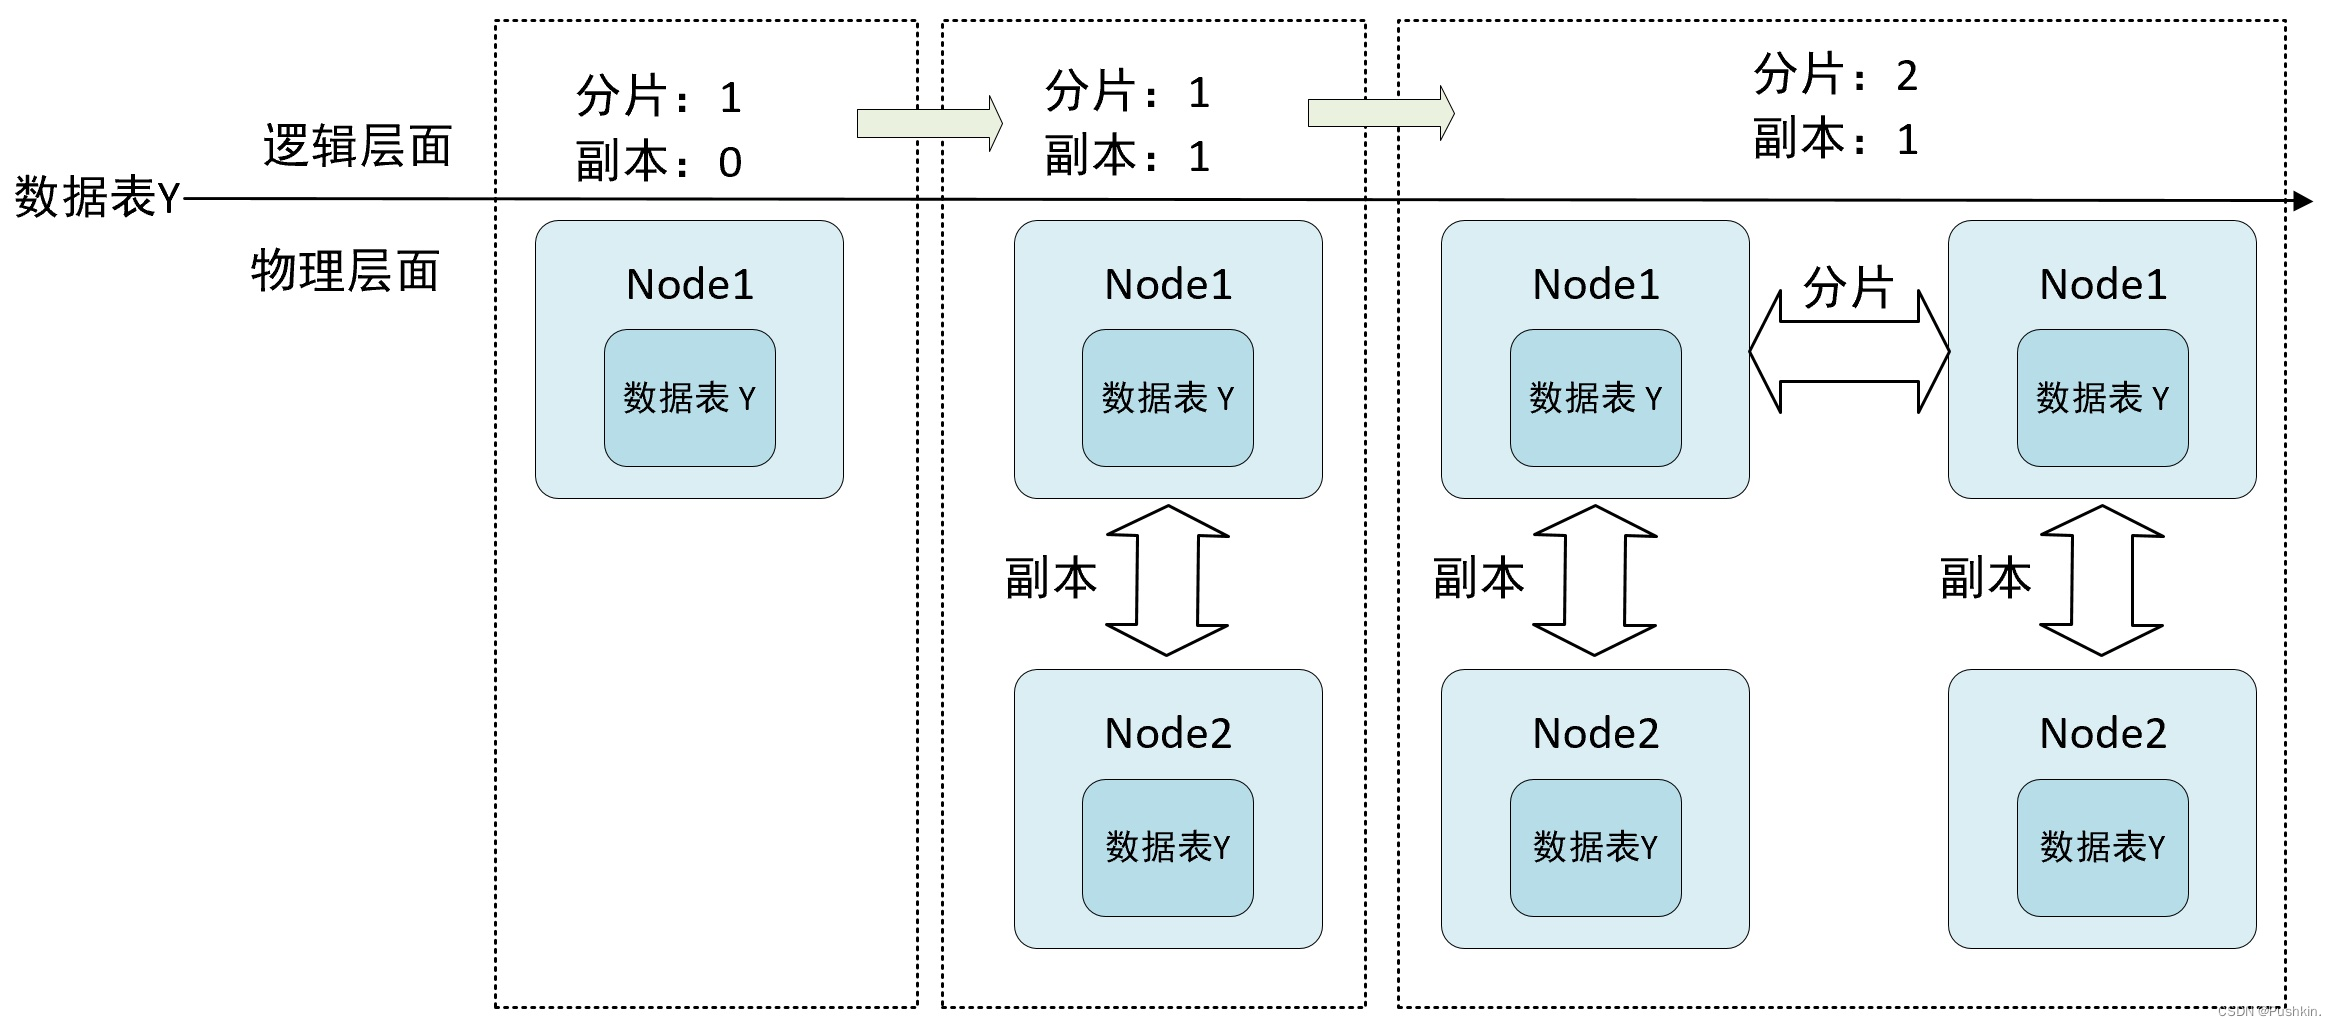 数据表Y
逻辑层面
物理层面
分片：1
副本：0
Node1
数据表 Y
分片：1
副本：1
Node1
数据表 Y
副本
Node2
数据表Y
分片：2
副本：1
Node1
数据表 Y
分片
Node1
数据表 Y
副本
副本
Node2
数据表Y
Node2
数据表Y
CSDN @Pushkin.